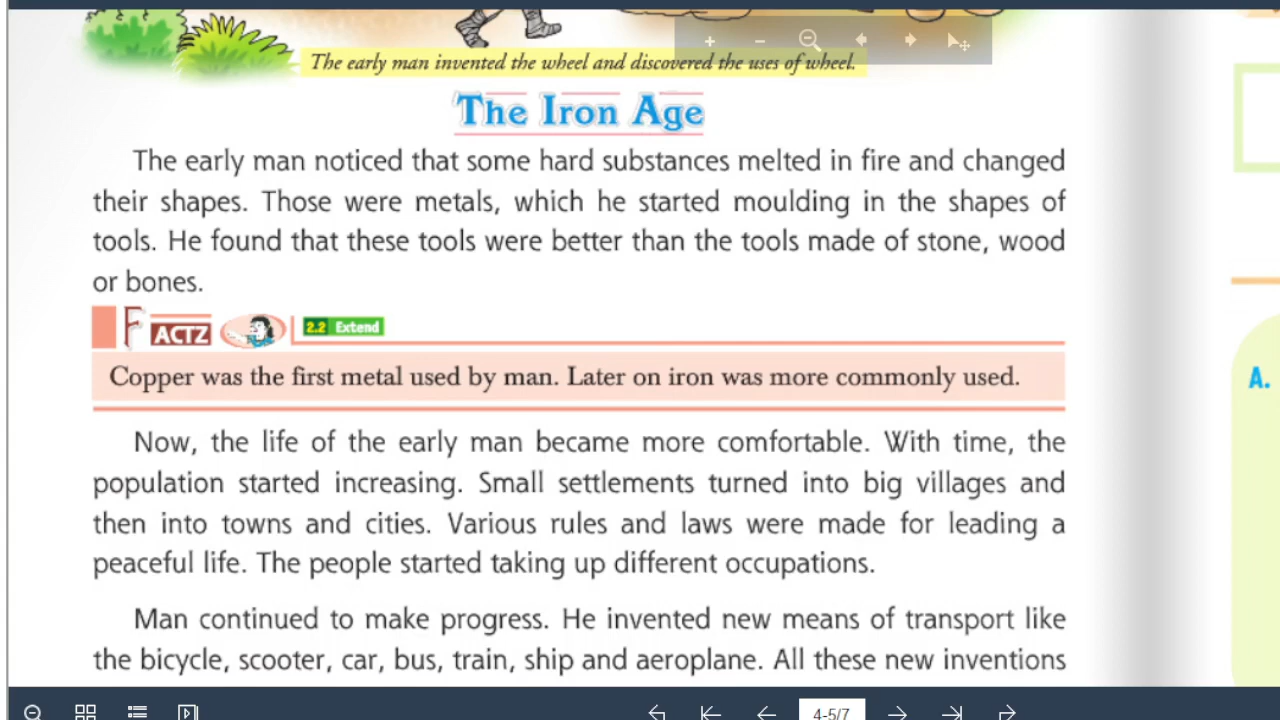 The early man invented the wheel and discovered the uses of wheel.
The Iron Age
The early man noticed that some hard substances melted in fire and changed
their shapes. Those were metals, which he started moulding in the shapes of
tools. He found that these tools were better than the tools made of stone, wood
or bones.
FACTZ
2.2 Extend
Copper was the first metal used by man. Later on iron was more commonly used.
Now, the life of the early man became more comfortable. With time, the
population started increasing. Small settlements turned into big villages and
then into towns and cities. Various rules and laws were made for leading a
peaceful life. The people started taking up different occupations.
Man continued to make progress. He invented new means of transport like
the bicycle, scooter, car, bus, train, ship and aeroplane. All these new inventions
A.
4-5/7